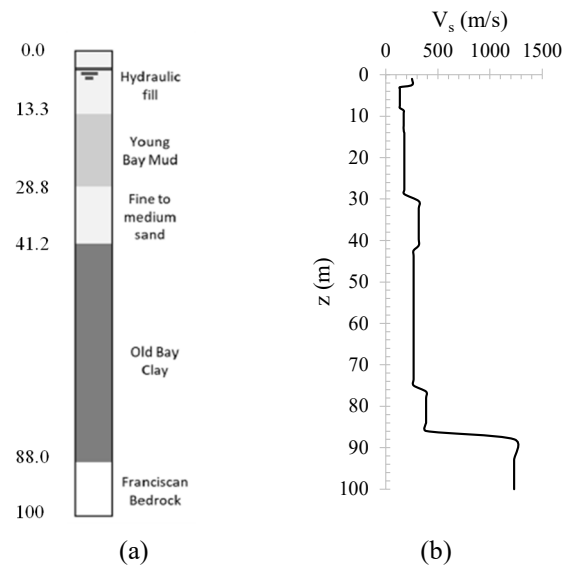 0.0
Hydraulic
fill
13.3
Young
Bay Mud
28.8
Fine to
medium
sand
41.2
Old Bay
Clay
88.0
Franciscan
Bedrock
100
(a)
Vs (m/s)
0 500 1000 1500
0
10
20
30
40
50
60
70
80
90
100
z (m)
(b)